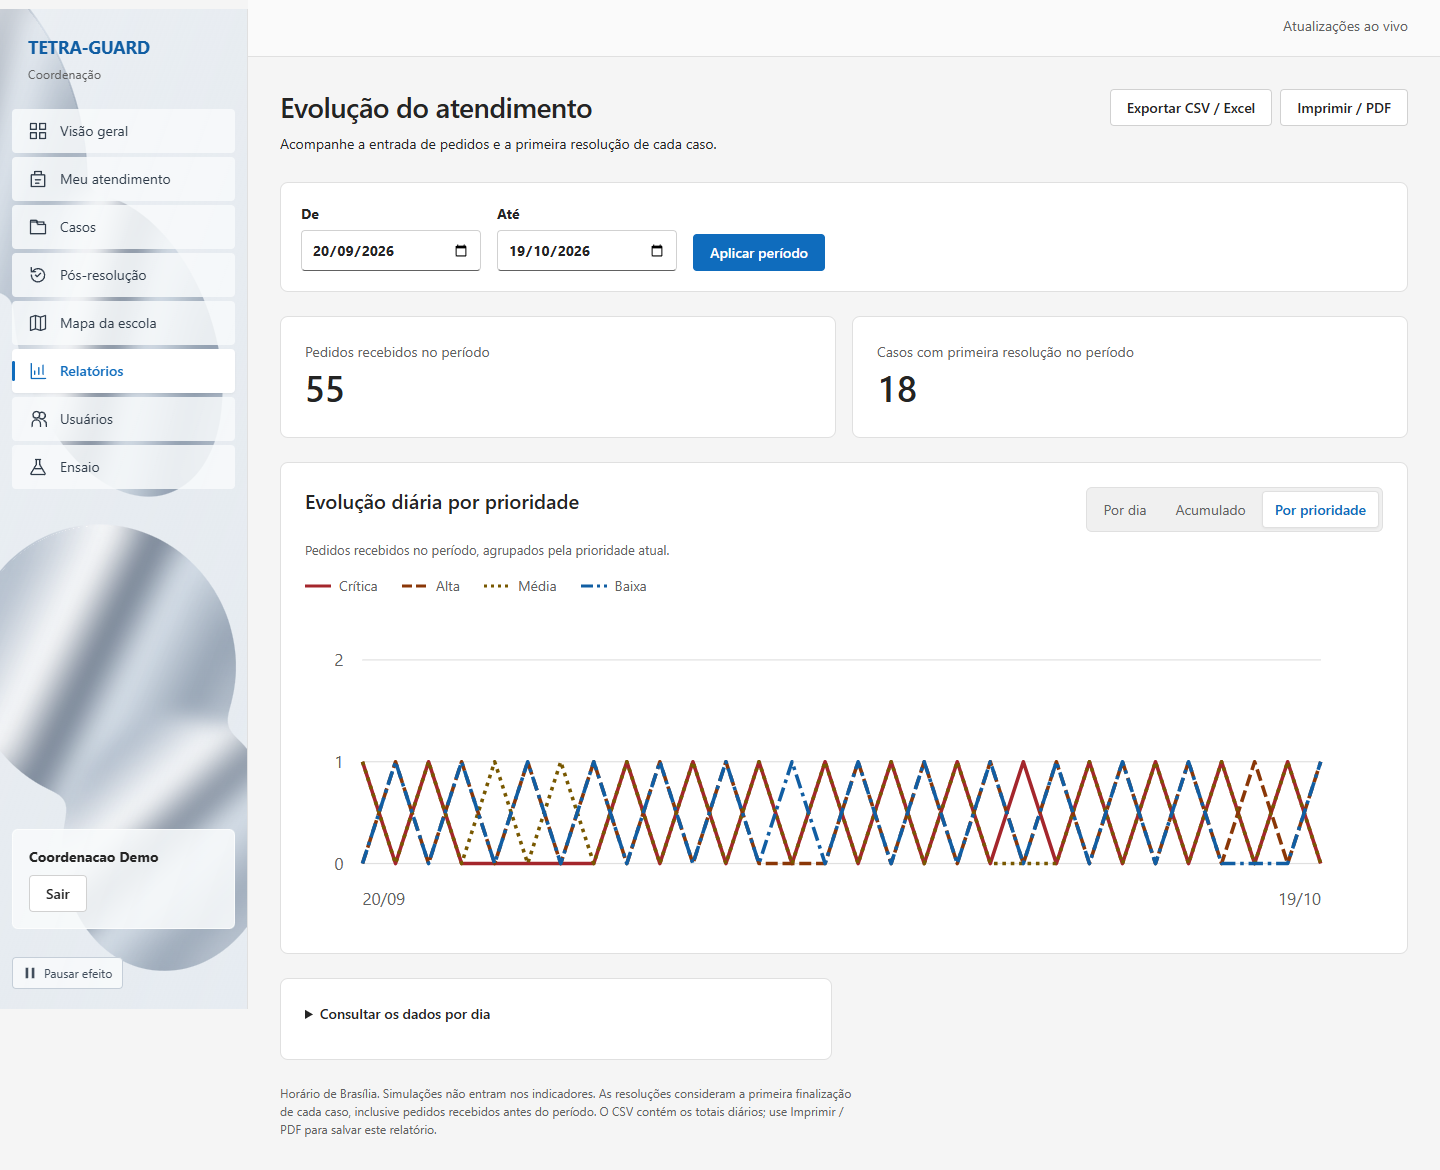 Atualizações ao vivo
TETRA-GUARD
Coordenação
Visão geral
Meu atendimento
Casos
Pós-resolução
Mapa da escola
Relatórios
Usuários
Ensaio
Coordenacao Demo
Sair
Pausar efeito
Evolução do atendimento
Exportar CSV / Excel
Imprimir / PDF
Acompanhe a entrada de pedidos e a primeira resolução de cada caso.
De
Até
20/09/2026
19/10/2026
Aplicar período
Pedidos recebidos no período
55
Casos com primeira resolução no período
18
Evolução diária por prioridade
Por dia
Acumulado
Por prioridade
Pedidos recebidos no período, agrupados pela prioridade atual.
Crítica
Alta
Média
Baixa
2
1
0
20/09
19/10
Consultar os dados por dia
Horário de Brasília. Simulações não entram nos indicadores. As resoluções consideram a primeira finalização
de cada caso, inclusive pedidos recebidos antes do período. O CSV contém os totais diários; use Imprimir /
PDF para salvar este relatório.